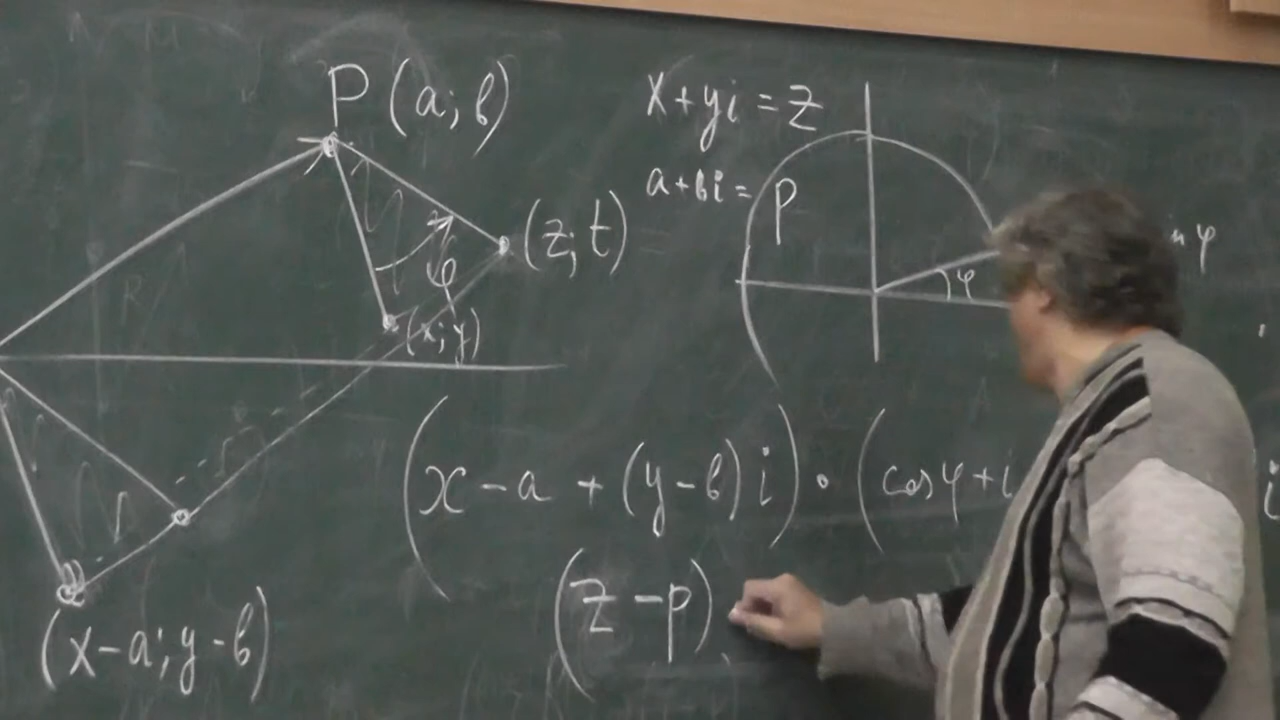 P (a; b)
x + yi = z
a + bi = p
(z; t)
φ
(x; y)
φ
(x - a + (y - b) i) · (cos φ + i
(z - p)
(x - a; y - b)